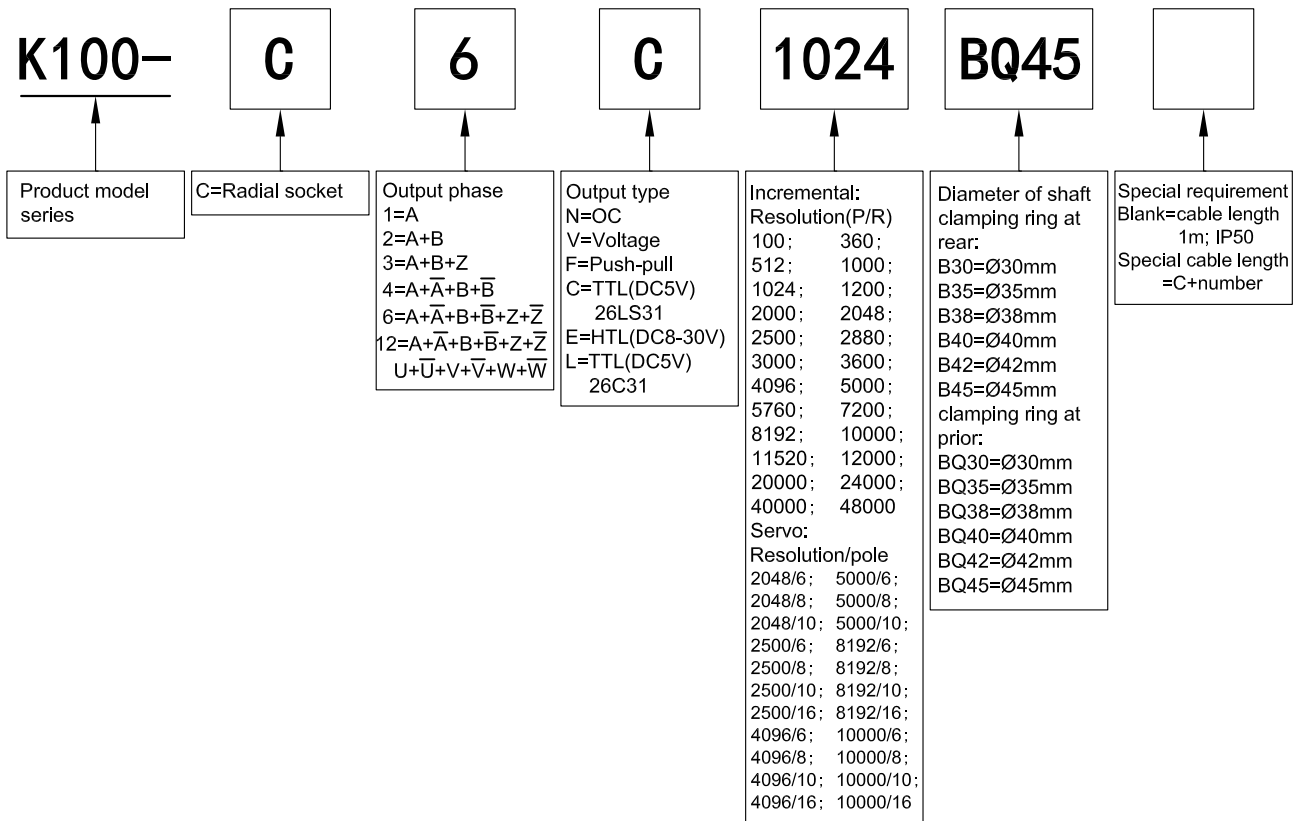 K100- C 6 C 1024 BQ45
Product model
series
C=Radial socket
Output phase
1=A
2=A+B
3=A+B+Z
4=A+A̅+B+B̅
6=A+A̅+B+B̅+Z+Z̅
12=A+A̅+B+B̅+Z+Z̅
U+U̅+V+V̅+W+W̅
Output type
N=OC
V=Voltage
F=Push-pull
C=TTL(DC5V)
26LS31
E=HTL(DC8-30V)
L=TTL(DC5V)
26C31
Incremental:
Resolution(P/R)
100; 360;
512; 1000;
1024; 1200;
2000; 2048;
2500; 2880;
3000; 3600;
4096; 5000;
5760; 7200;
8192; 10000;
11520; 12000;
20000; 24000;
40000; 48000
Servo:
Resolution/pole
2048/6; 5000/6;
2048/8; 5000/8;
2048/10; 5000/10;
2500/6; 8192/6;
2500/8; 8192/8;
2500/10; 8192/10;
2500/16; 8192/16;
4096/6; 10000/6;
4096/8; 10000/8;
4096/10; 10000/10;
4096/16; 10000/16
Diameter of shaft
clamping ring at
rear:
B30=Ø30mm
B35=Ø35mm
B38=Ø38mm
B40=Ø40mm
B42=Ø42mm
B45=Ø45mm
clamping ring at
prior:
BQ30=Ø30mm
BQ35=Ø35mm
BQ38=Ø38mm
BQ40=Ø40mm
BQ42=Ø42mm
BQ45=Ø45mm
Special requirement
Blank=cable length
1m; IP50
Special cable length
=C+number